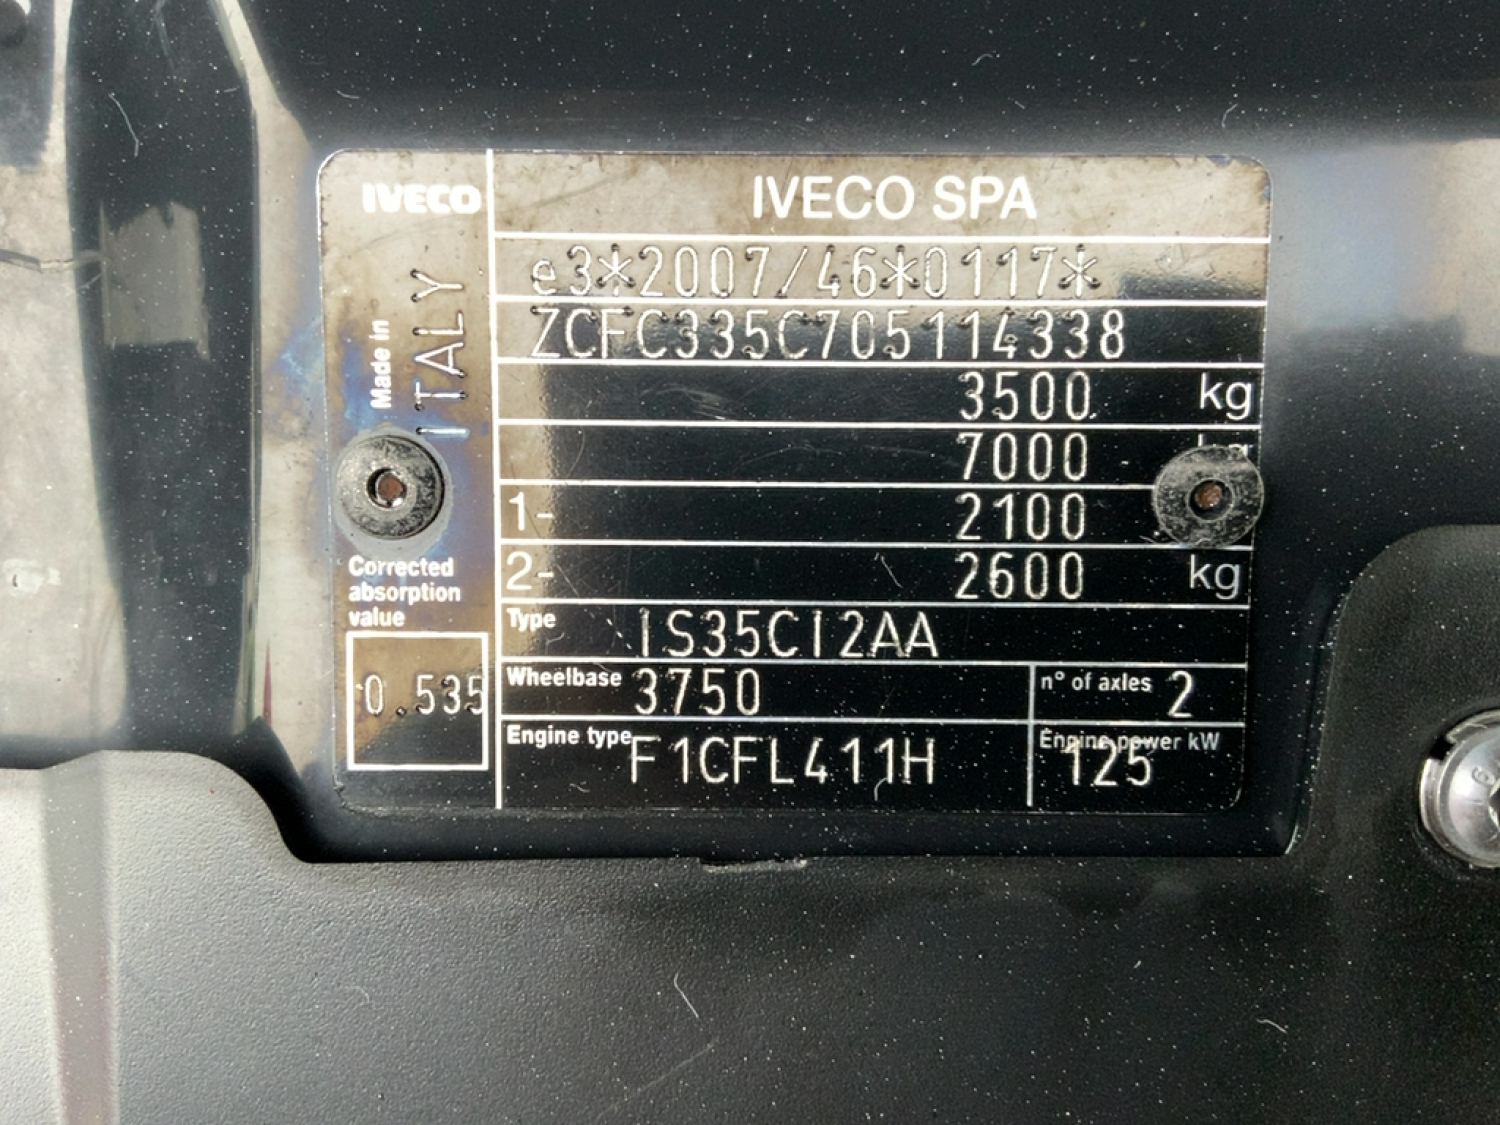 IVECO
IVECO SPA
Made in
ITALY
e3*2007/46*0117*
ZCFC335C705114338
3500 kg
7000
1- 2100
2- 2600 kg
Corrected
absorption
value
0.535
Type IS35CI2AA
Wheelbase 3750
n° of axles 2
Engine type F1CFL411H
Engine power kW
125